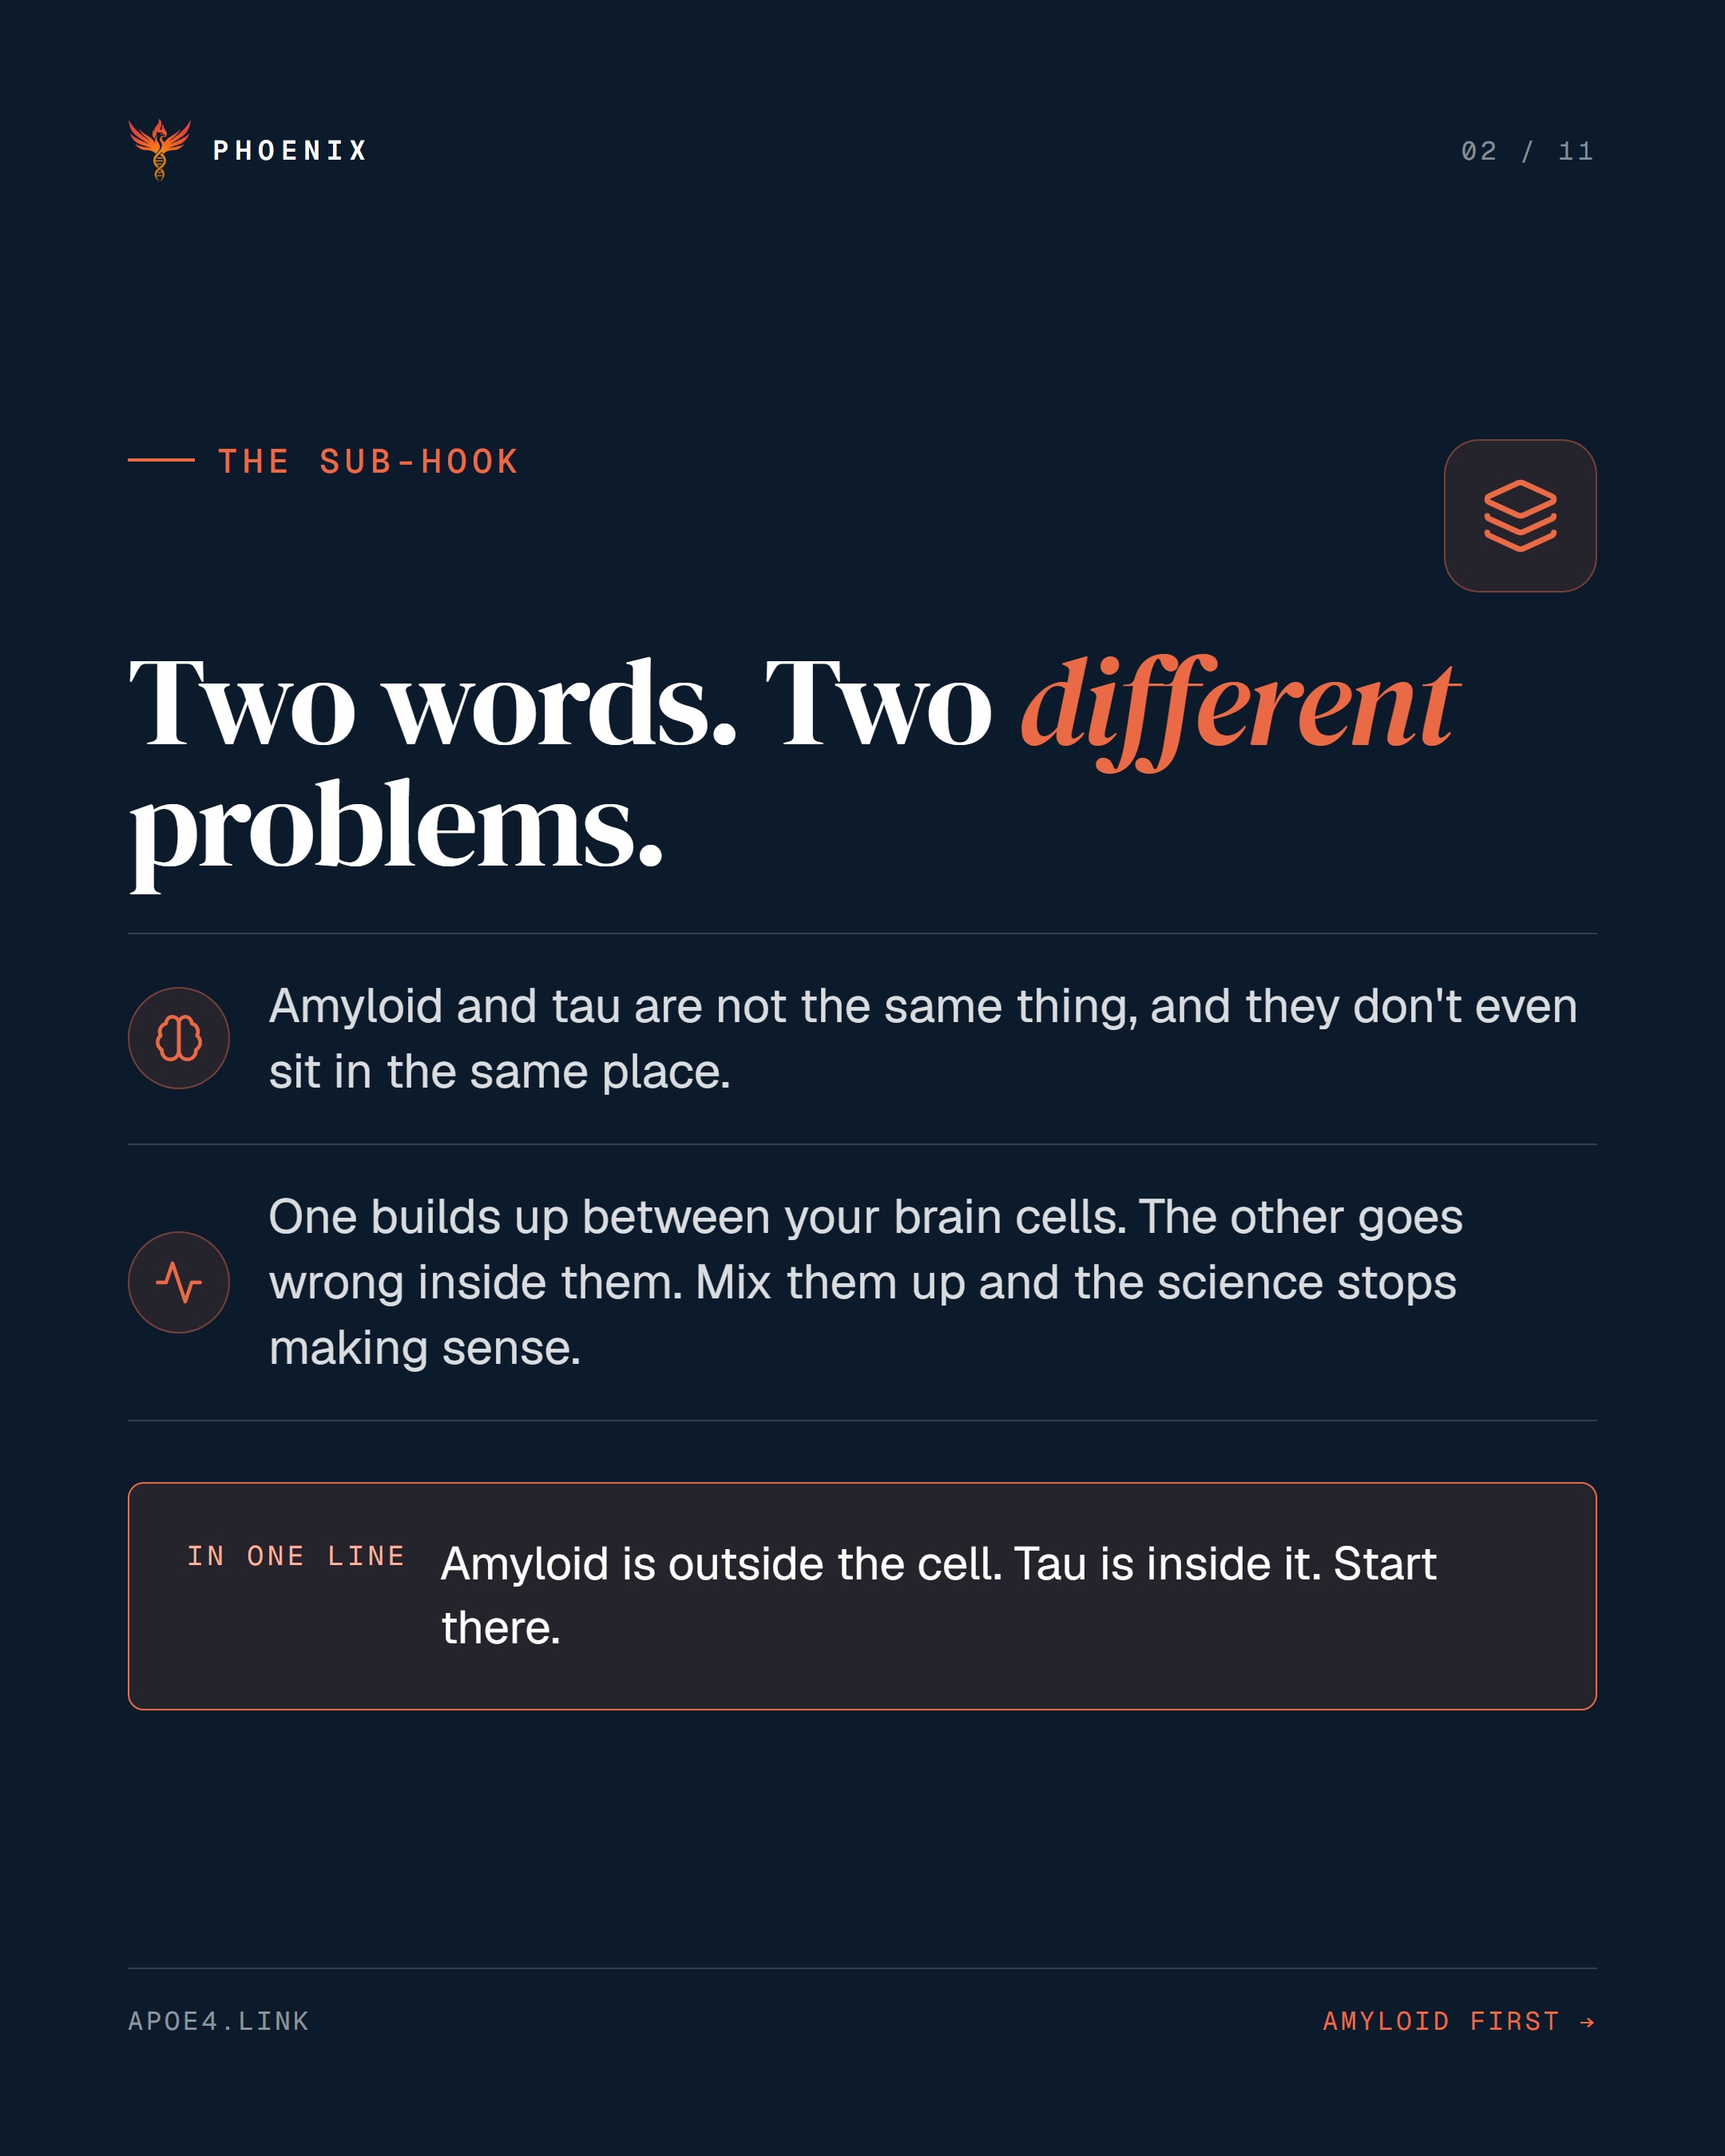 PHOENIX
02 / 11
THE SUB-HOOK
Two words. Two different
problems.
Amyloid and tau are not the same thing, and they don't even
sit in the same place.
One builds up between your brain cells. The other goes
wrong inside them. Mix them up and the science stops
making sense.
IN ONE LINE
Amyloid is outside the cell. Tau is inside it. Start
there.
APOE4.LINK
AMYLOID FIRST →